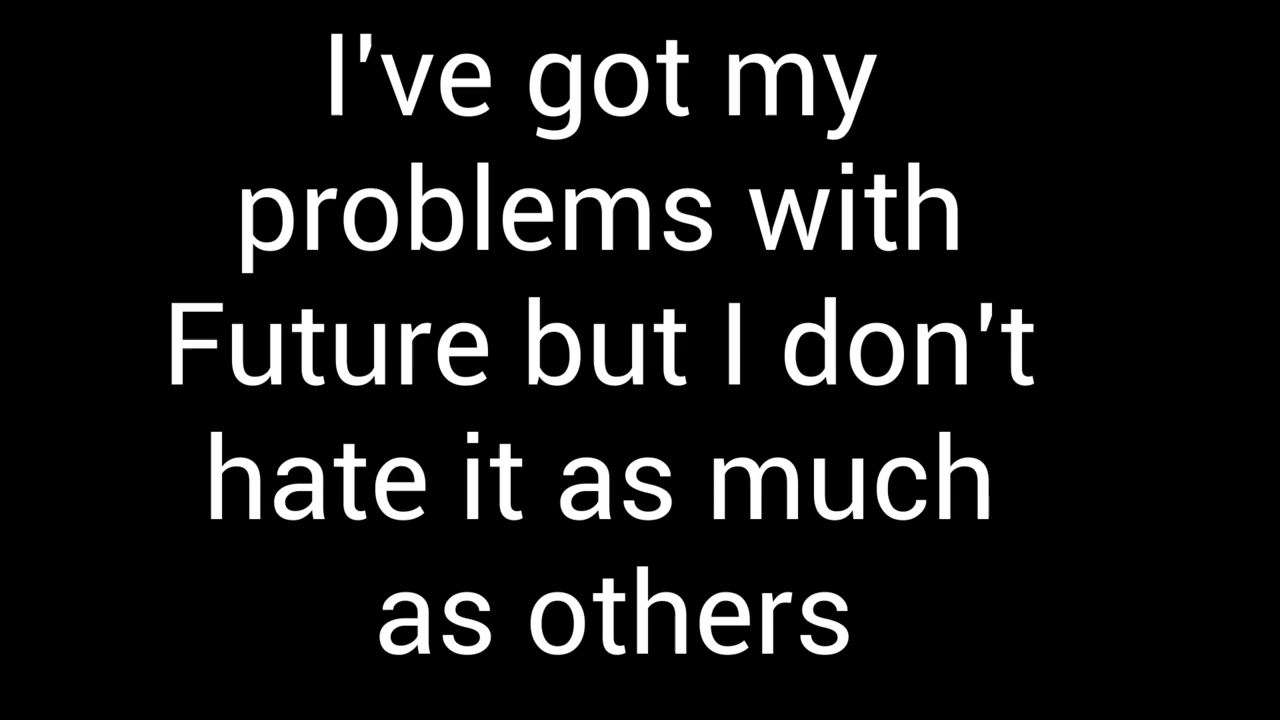 I've got my
problems with
Future but I don't
hate it as much
as others